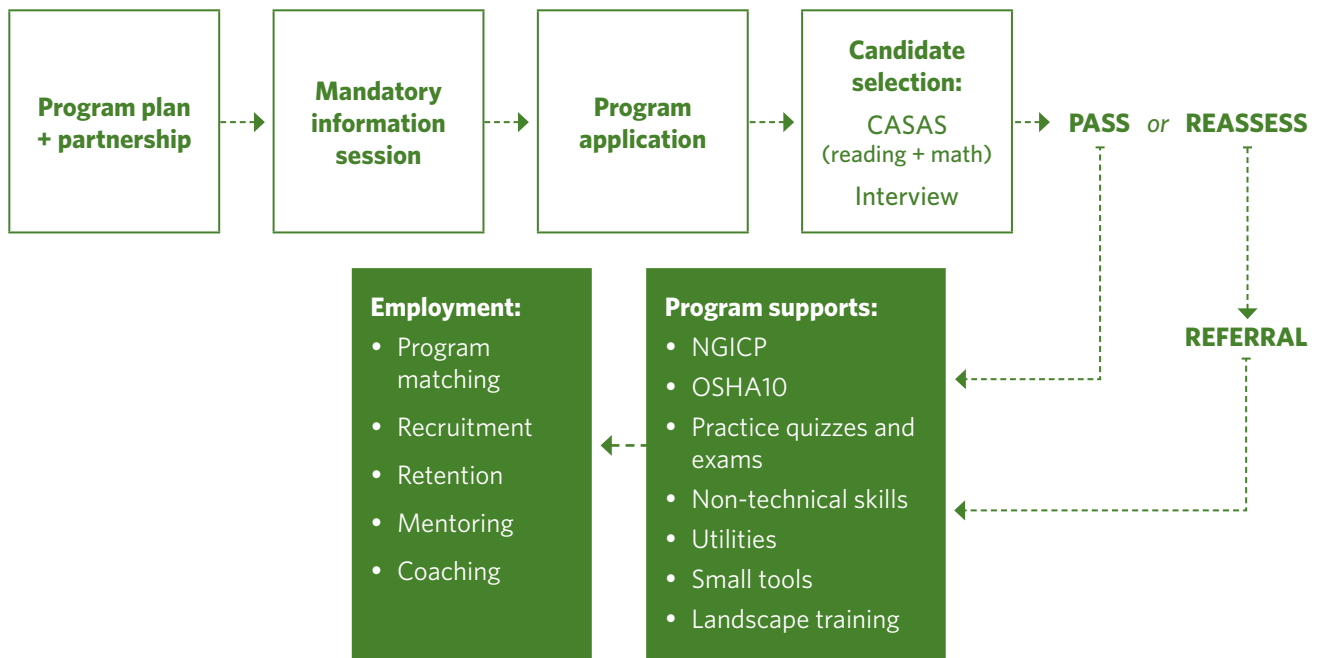 Program plan
+ partnership
Mandatory
information
session
Program
application
Candidate
selection:
CASAS
(reading + math)
Interview
PASS or REASSESS
REFERRAL
Employment:
• Program
matching
• Recruitment
• Retention
• Mentoring
• Coaching
Program supports:
• NGICP
• OSHA10
• Practice quizzes and
exams
• Non-technical skills
• Utilities
• Small tools
• Landscape training